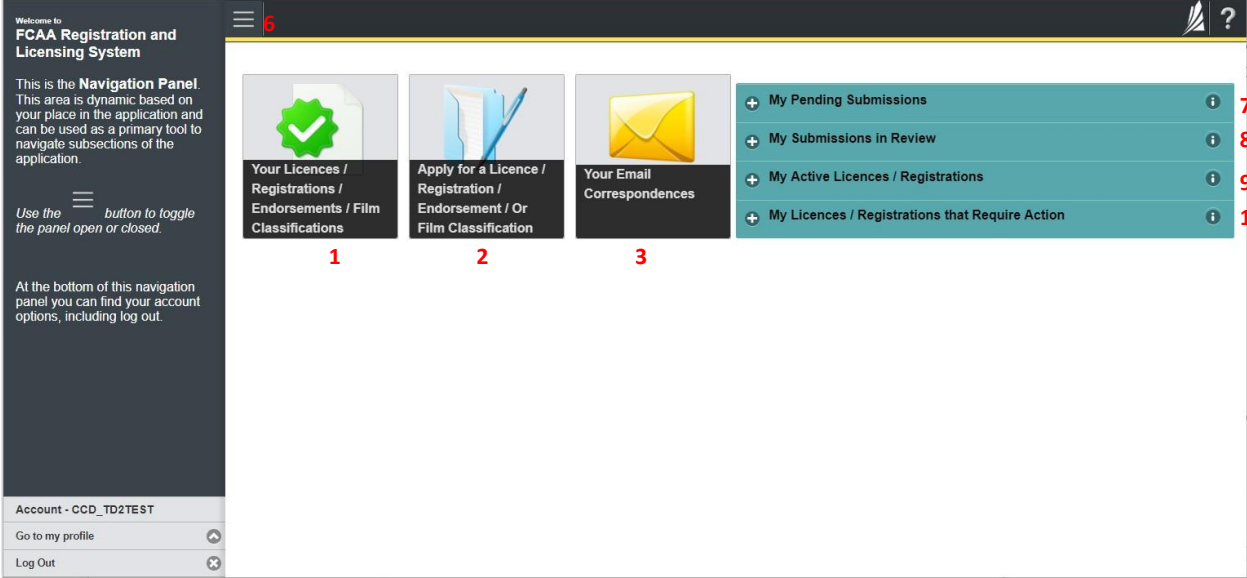 Welcome to
FCAA Registration and
Licensing System
This is the Navigation Panel.
This area is dynamic based on
your place in the application and
can be used as a primary tool to
navigate subsections of the
application.
Use the button to toggle
the panel open or closed.
At the bottom of this navigation
panel you can find your account
options, including log out.
Account - CCD_TD2TEST
Go to my profile
Log Out
6
?
Your Licences /
Registrations /
Endorsements / Film
Classifications
1
Apply for a Licence /
Registration /
Endorsement / Or
Film Classification
2
Your Email
Correspondences
3
My Pending Submissions
7
My Submissions in Review
8
My Active Licences / Registrations
9
My Licences / Registrations that Require Action
1